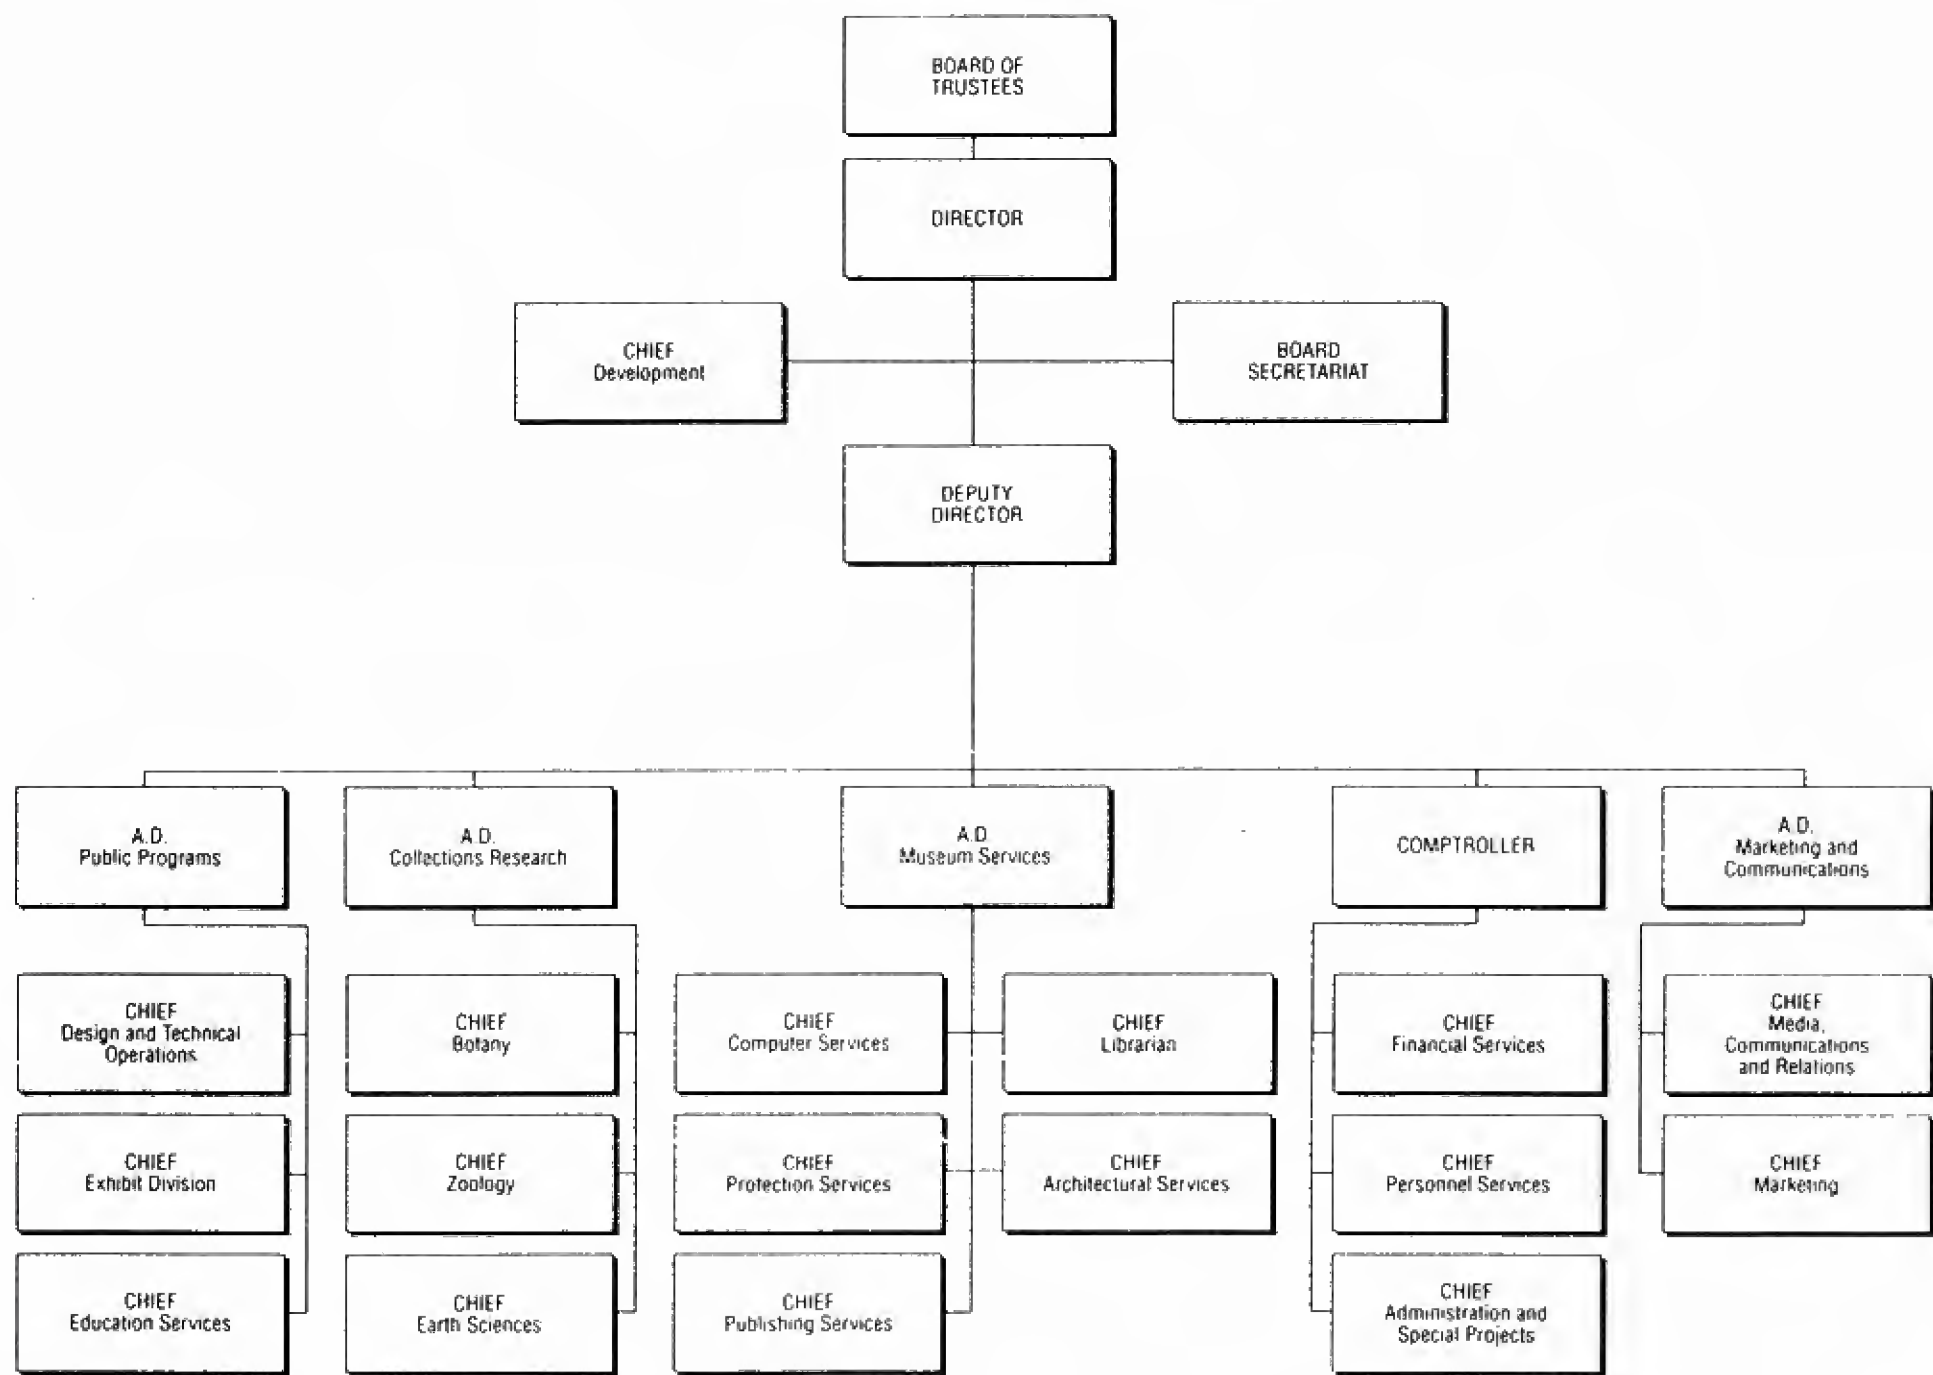 BOARD OF
TRUSTEES
DIRECTOR
CHIEF
Development
BOARD
SECRETARIAT
DEPUTY
DIRECTOR
A.D.
Public Programs
A.D.
Collections Research
A.D.
Museum Services
COMPTROLLER
A.D.
Marketing and
Communications
CHIEF
Design and Technical
Operations
CHIEF
Botany
CHIEF
Computer Services
CHIEF
Librarian
CHIEF
Financial Services
CHIEF
Media,
Communications
and Relations
CHIEF
Exhibit Division
CHIEF
Zoology
CHIEF
Protection Services
CHIEF
Architectural Services
CHIEF
Personnel Services
CHIEF
Marketing
CHIEF
Education Services
CHIEF
Earth Sciences
CHIEF
Publishing Services
CHIEF
Administration and
Special Projects